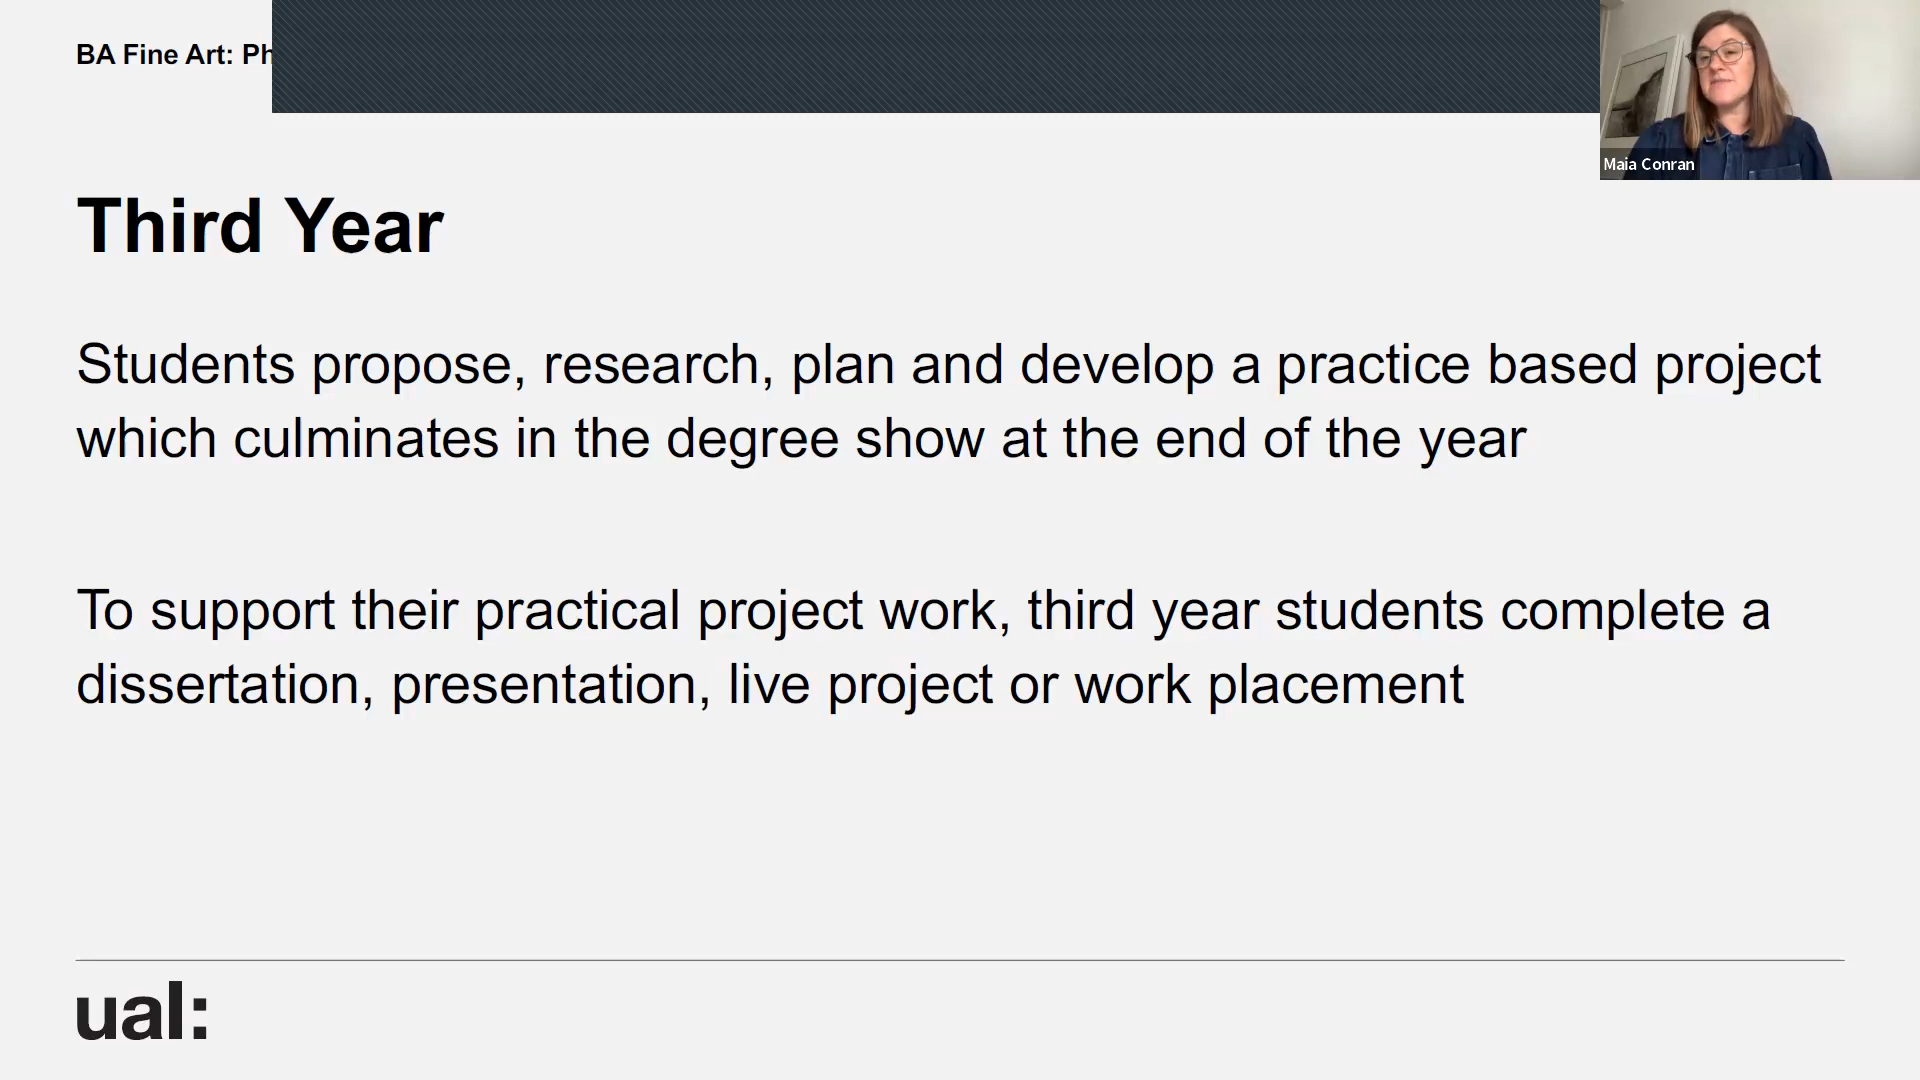 BA Fine Art: Ph
Maia Conran
Third Year
Students propose, research, plan and develop a practice based project
which culminates in the degree show at the end of the year
To support their practical project work, third year students complete a
dissertation, presentation, live project or work placement
ual: